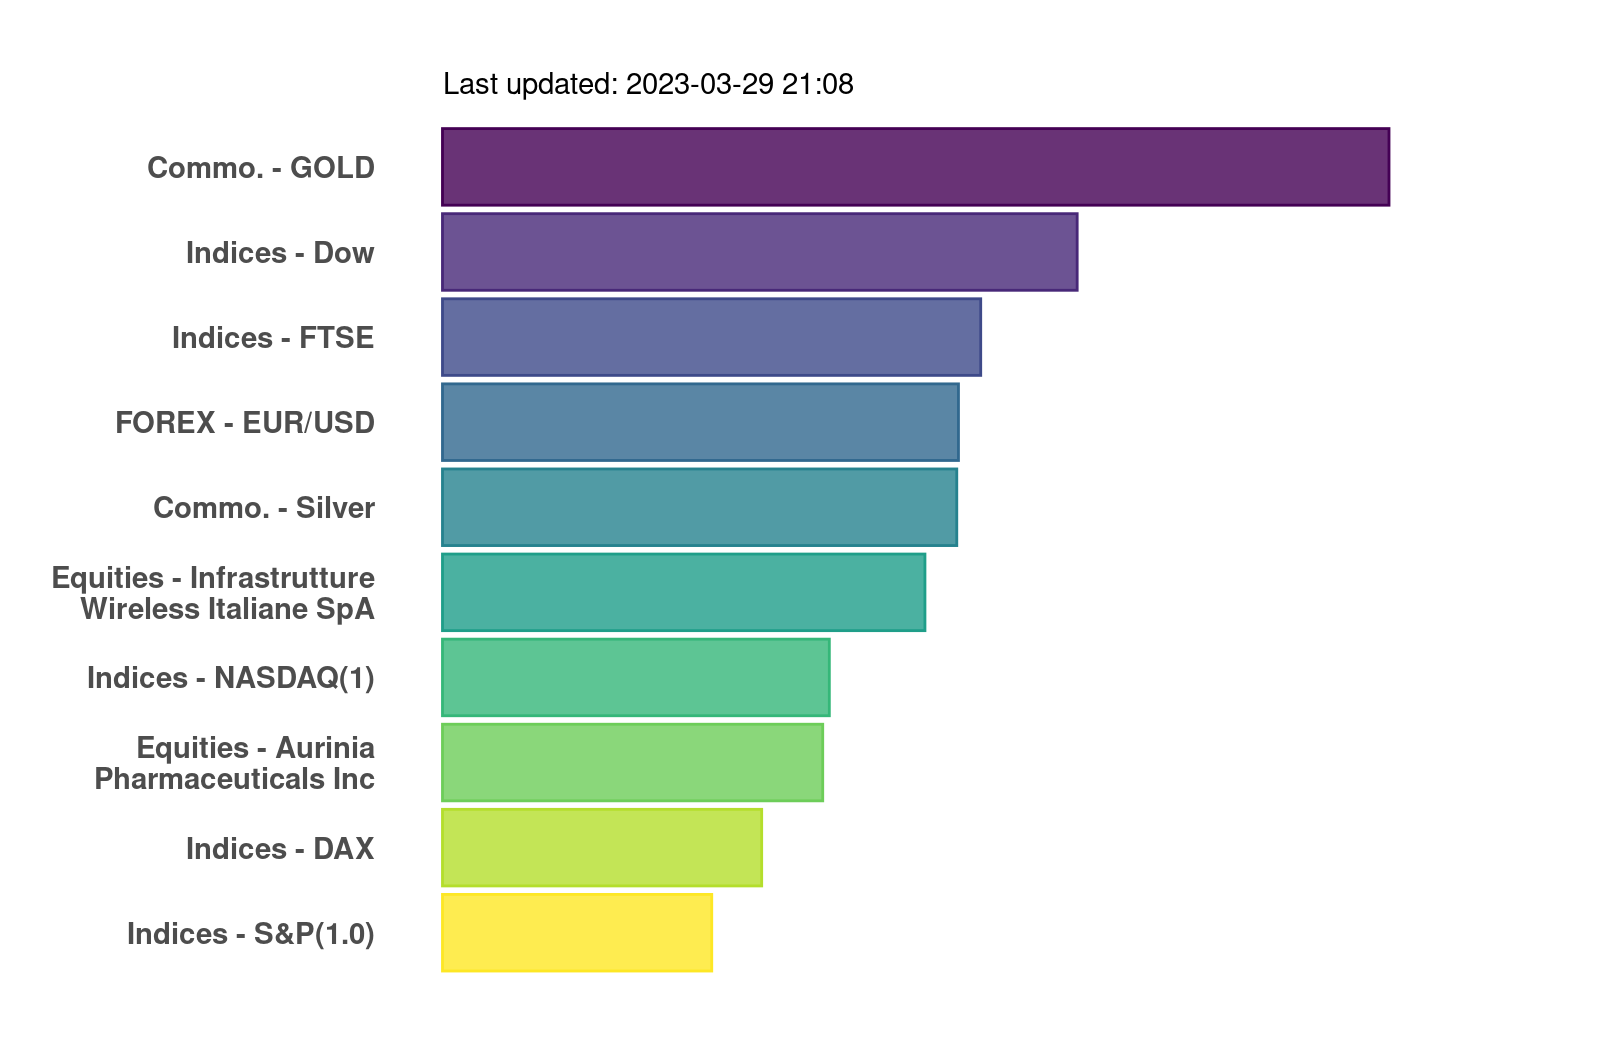 Last updated: 2023-03-29 21:08
Commo. - GOLD
Indices - Dow
Indices - FTSE
FOREX - EUR/USD
Commo. - Silver
Equities - Infrastrutture
Wireless Italiane SpA
Indices - NASDAQ(1)
Equities - Aurinia
Pharmaceuticals Inc
Indices - DAX
Indices - S&P(1.0)